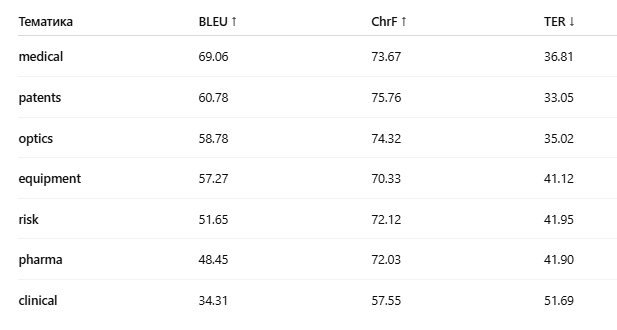 Тематика BLEU ↑ ChrF ↑ TER ↓
medical 69.06 73.67 36.81
patents 60.78 75.76 33.05
optics 58.78 74.32 35.02
equipment 57.27 70.33 41.12
risk 51.65 72.12 41.95
pharma 48.45 72.03 41.90
clinical 34.31 57.55 51.69